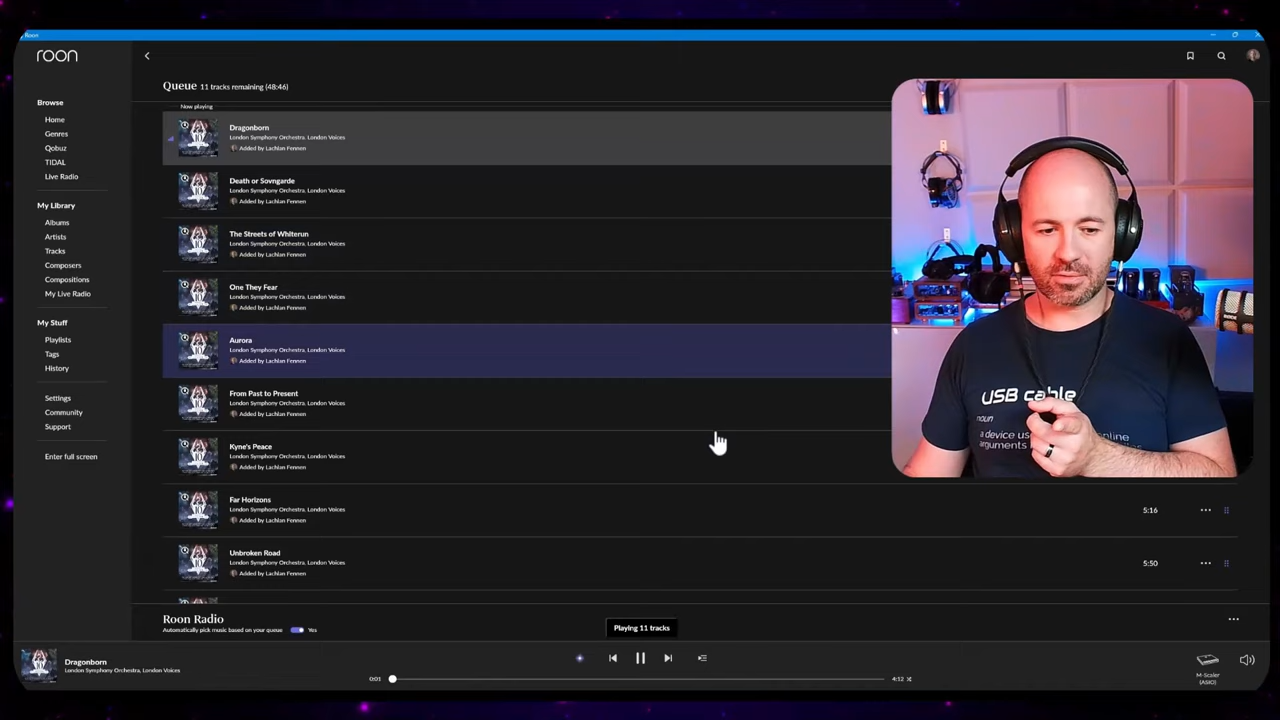 Roon
roon
Browse
Home
Genres
Qobuz
TIDAL
Live Radio
My Library
Albums
Artists
Tracks
Composers
Compositions
My Live Radio
My Stuff
Playlists
Tags
History
Settings
Community
Support
Enter full screen
Queue 11 tracks remaining (48:46)
Now playing
Dragonborn
London Symphony Orchestra, London Voices
Added by Lachlan Fennen
Death or Sovngarde
London Symphony Orchestra, London Voices
Added by Lachlan Fennen
The Streets of Whiterun
London Symphony Orchestra, London Voices
Added by Lachlan Fennen
One They Fear
London Symphony Orchestra, London Voices
Added by Lachlan Fennen
Aurora
London Symphony Orchestra, London Voices
Added by Lachlan Fennen
From Past to Present
London Symphony Orchestra, London Voices
Added by Lachlan Fennen
Kyne's Peace
London Symphony Orchestra, London Voices
Added by Lachlan Fennen
Far Horizons
London Symphony Orchestra, London Voices
Added by Lachlan Fennen
5:16
Unbroken Road
London Symphony Orchestra, London Voices
Added by Lachlan Fennen
5:50
USB cable
noun
a device
online
arguments
Roon Radio
Automatically pick music based on your queue
Yes
Playing 11 tracks
Dragonborn
London Symphony Orchestra, London Voices
0:01
4:12
M-Scaler
(ASIO)